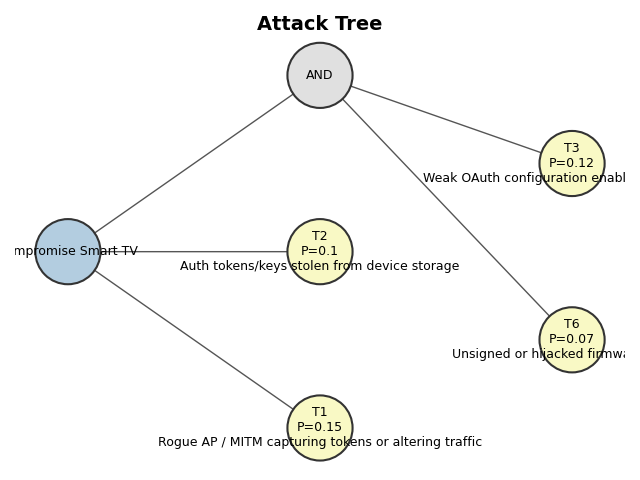 Attack Tree
AND
T3
P=0.12
Weak OAuth configuration enabl
mpromise Smart TV
T2
P=0.1
Auth tokens/keys stolen from device storage
T6
P=0.07
Unsigned or hijacked firmwa
T1
P=0.15
Rogue AP / MITM capturing tokens or altering traffic